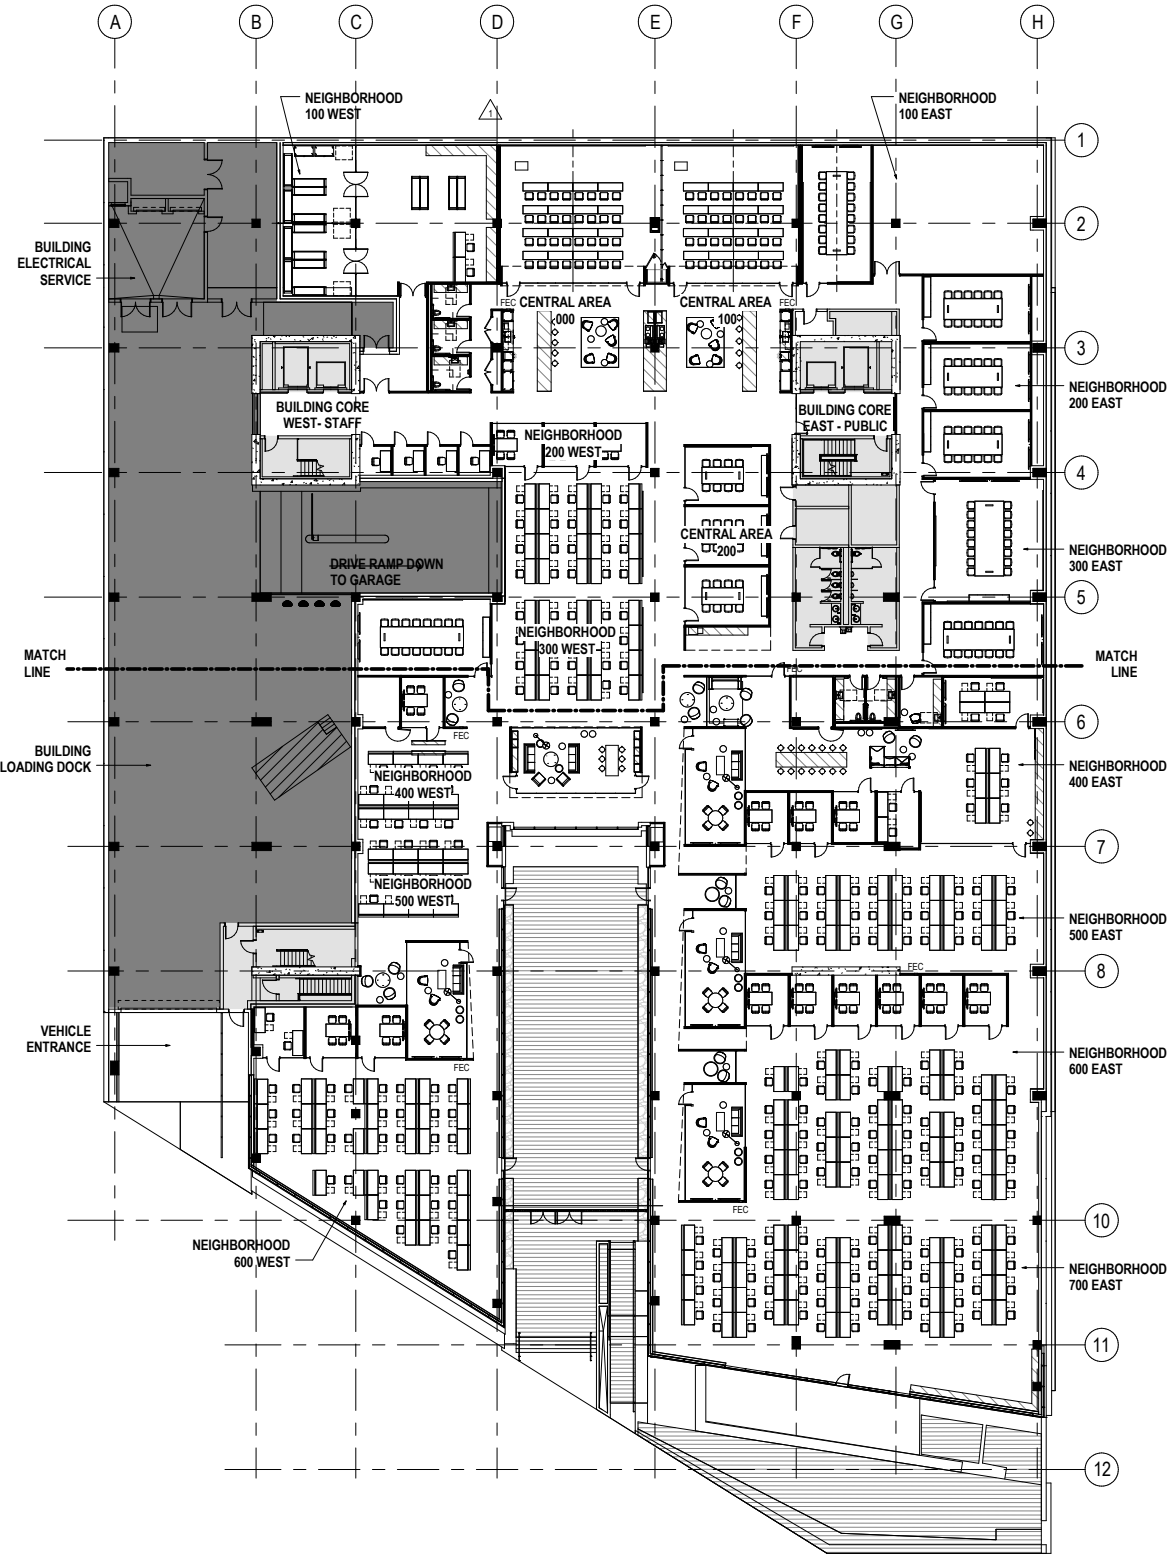 A
B
C
D
E
F
G
H
NEIGHBORHOOD
100 WEST
1
NEIGHBORHOOD
100 EAST
1
2
BUILDING
ELECTRICAL
SERVICE
FEC
CENTRAL AREA
000
CENTRAL AREA
100
FEC
3
NEIGHBORHOOD
200 EAST
BUILDING CORE
WEST- STAFF
BUILDING CORE
EAST - PUBLIC
NEIGHBORHOOD
200 WEST
4
CENTRAL AREA
200
NEIGHBORHOOD
300 EAST
DRIVE RAMP DOWN
TO GARAGE
5
NEIGHBORHOOD
300 WEST
MATCH
LINE
MATCH
LINE
FEC
6
FEC
BUILDING
LOADING DOCK
NEIGHBORHOOD
400 WEST
NEIGHBORHOOD
400 EAST
7
NEIGHBORHOOD
500 WEST
NEIGHBORHOOD
500 EAST
8
FEC
VEHICLE
ENTRANCE
FEC
NEIGHBORHOOD
600 EAST
FEC
10
NEIGHBORHOOD
600 WEST
NEIGHBORHOOD
700 EAST
11
12